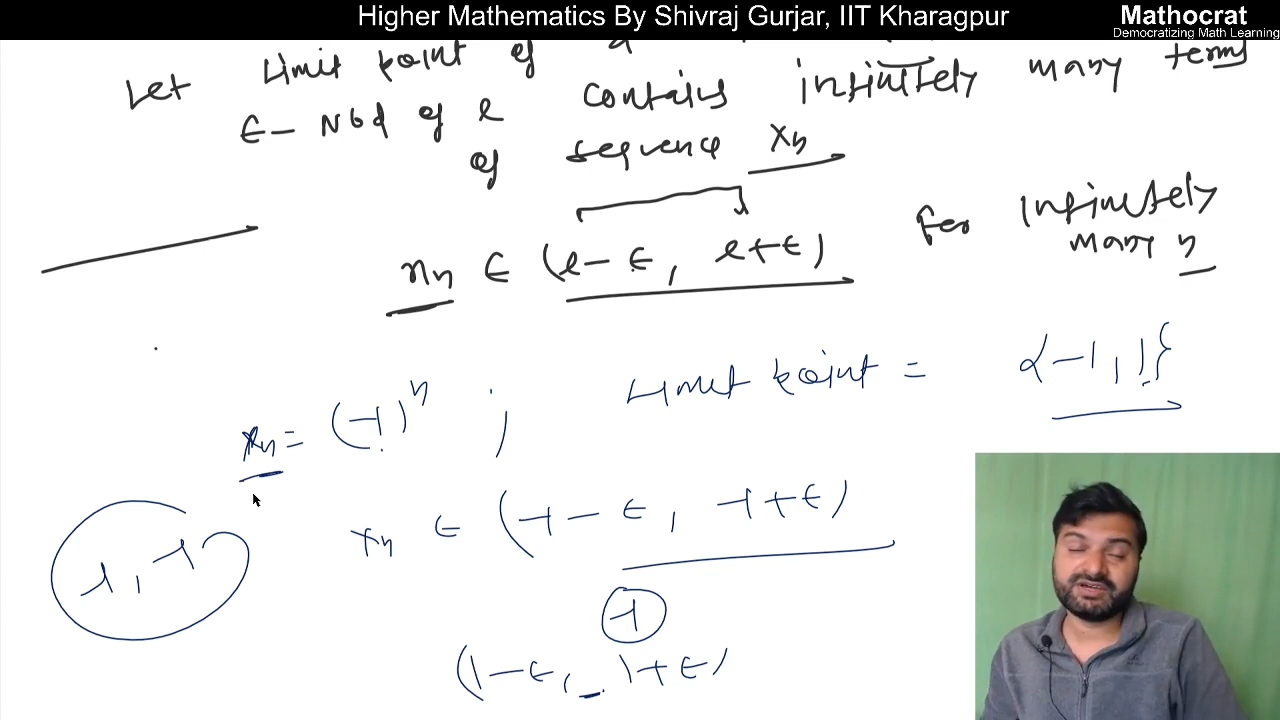 Higher Mathematics By Shivraj Gurjar, IIT Kharagpur
Mathocrat
Democratizing Math Learning
Let Limit point of a
ϵ- Nbd of l contains infinitely many terms
of sequence xn
xn ∈ (l-ϵ, l+ϵ) for infinitely
many n
xn = (-1)^n ; Limit point = {-1, 1}
xn ∈ (-1-ϵ, -1+ϵ)
1, -1
-1
(1-ϵ, 1+ϵ)